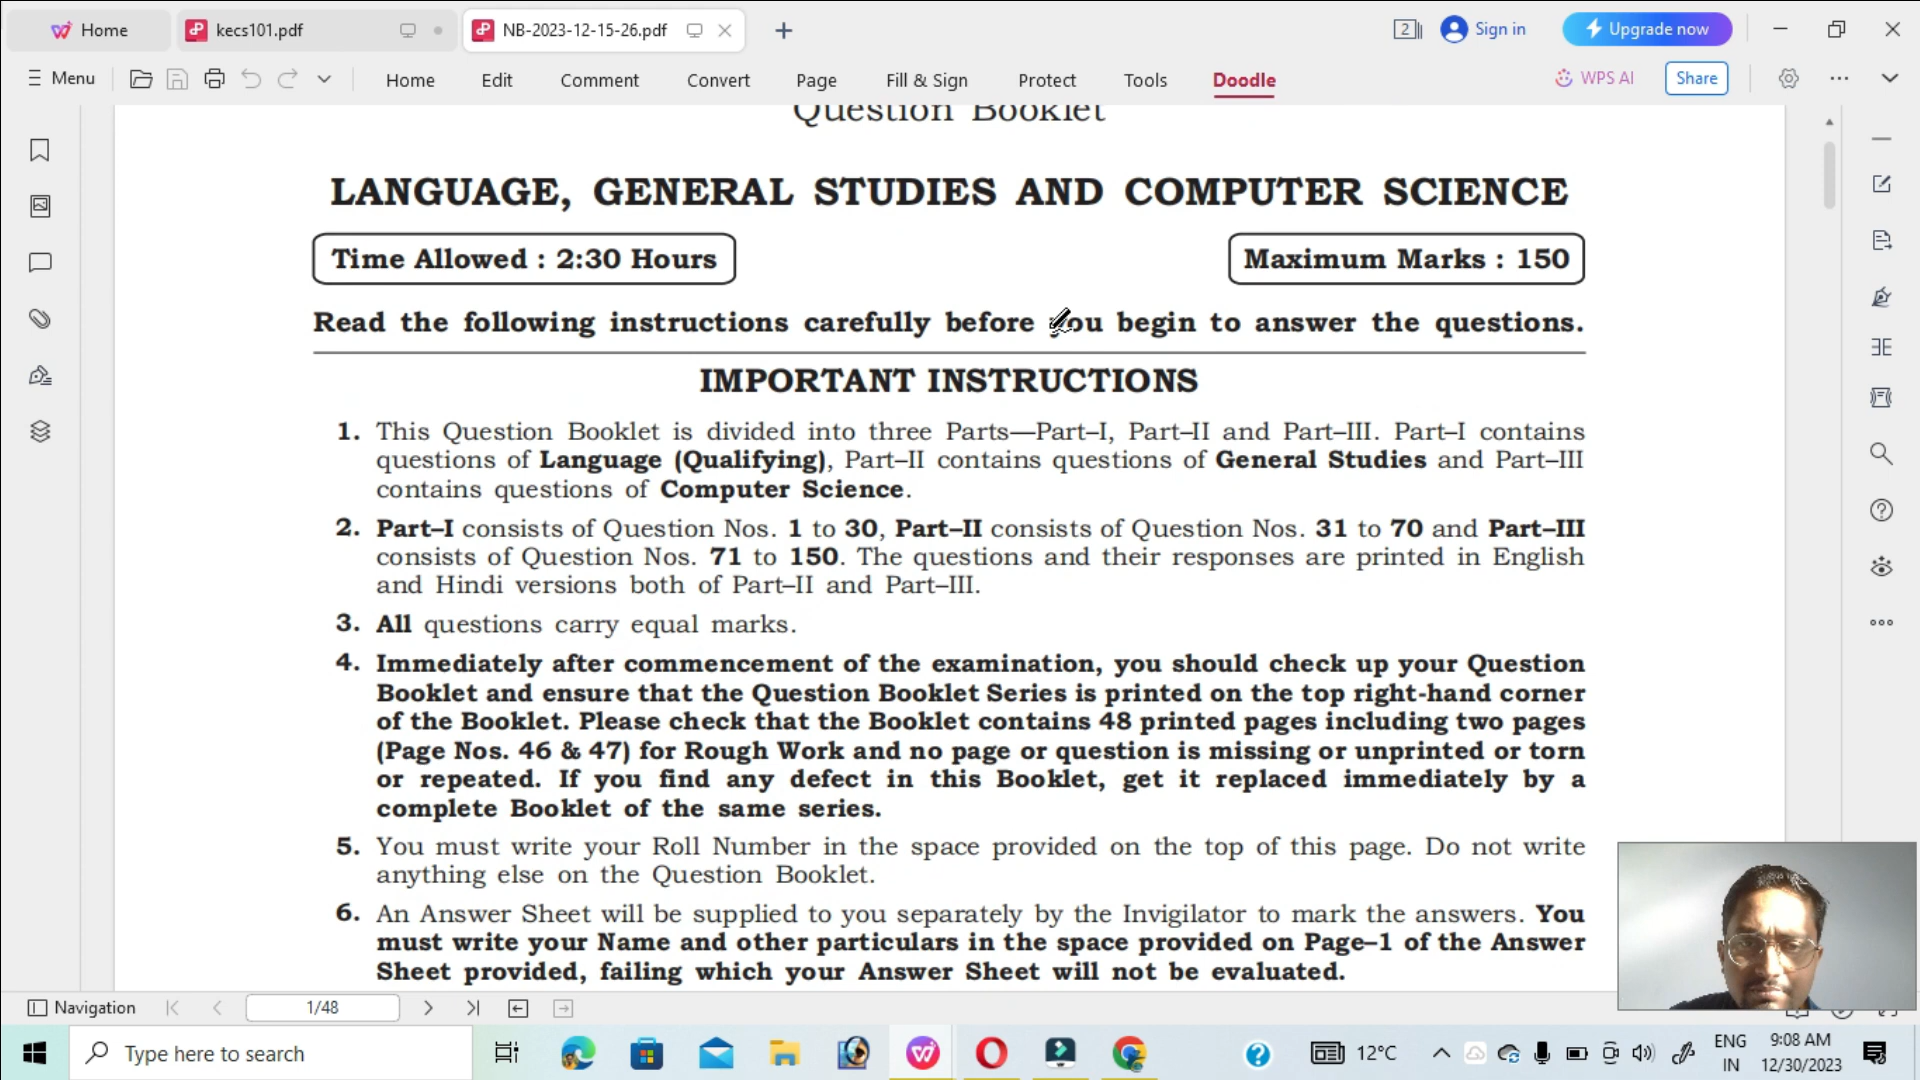 Home
kecs101.pdf
NB-2023-12-15-26.pdf
2
Sign in
Upgrade now
Menu
Home
Edit
Comment
Convert
Page
Fill & Sign
Protect
Tools
Doodle
WPS AI
Share
Question Booklet
LANGUAGE, GENERAL STUDIES AND COMPUTER SCIENCE
Time Allowed : 2:30 Hours
Maximum Marks : 150
Read the following instructions carefully before you begin to answer the questions.
IMPORTANT INSTRUCTIONS
1. This Question Booklet is divided into three Parts—Part–I, Part–II and Part–III. Part–I contains
questions of Language (Qualifying), Part–II contains questions of General Studies and Part–III
contains questions of Computer Science.
2. Part–I consists of Question Nos. 1 to 30, Part–II consists of Question Nos. 31 to 70 and Part–III
consists of Question Nos. 71 to 150. The questions and their responses are printed in English
and Hindi versions both of Part–II and Part–III.
3. All questions carry equal marks.
4. Immediately after commencement of the examination, you should check up your Question
Booklet and ensure that the Question Booklet Series is printed on the top right-hand corner
of the Booklet. Please check that the Booklet contains 48 printed pages including two pages
(Page Nos. 46 & 47) for Rough Work and no page or question is missing or unprinted or torn
or repeated. If you find any defect in this Booklet, get it replaced immediately by a
complete Booklet of the same series.
5. You must write your Roll Number in the space provided on the top of this page. Do not write
anything else on the Question Booklet.
6. An Answer Sheet will be supplied to you separately by the Invigilator to mark the answers. You
must write your Name and other particulars in the space provided on Page–1 of the Answer
Sheet provided, failing which your Answer Sheet will not be evaluated.
Navigation
1/48
Type here to search
12°C
ENG
IN
9:08 AM
12/30/2023